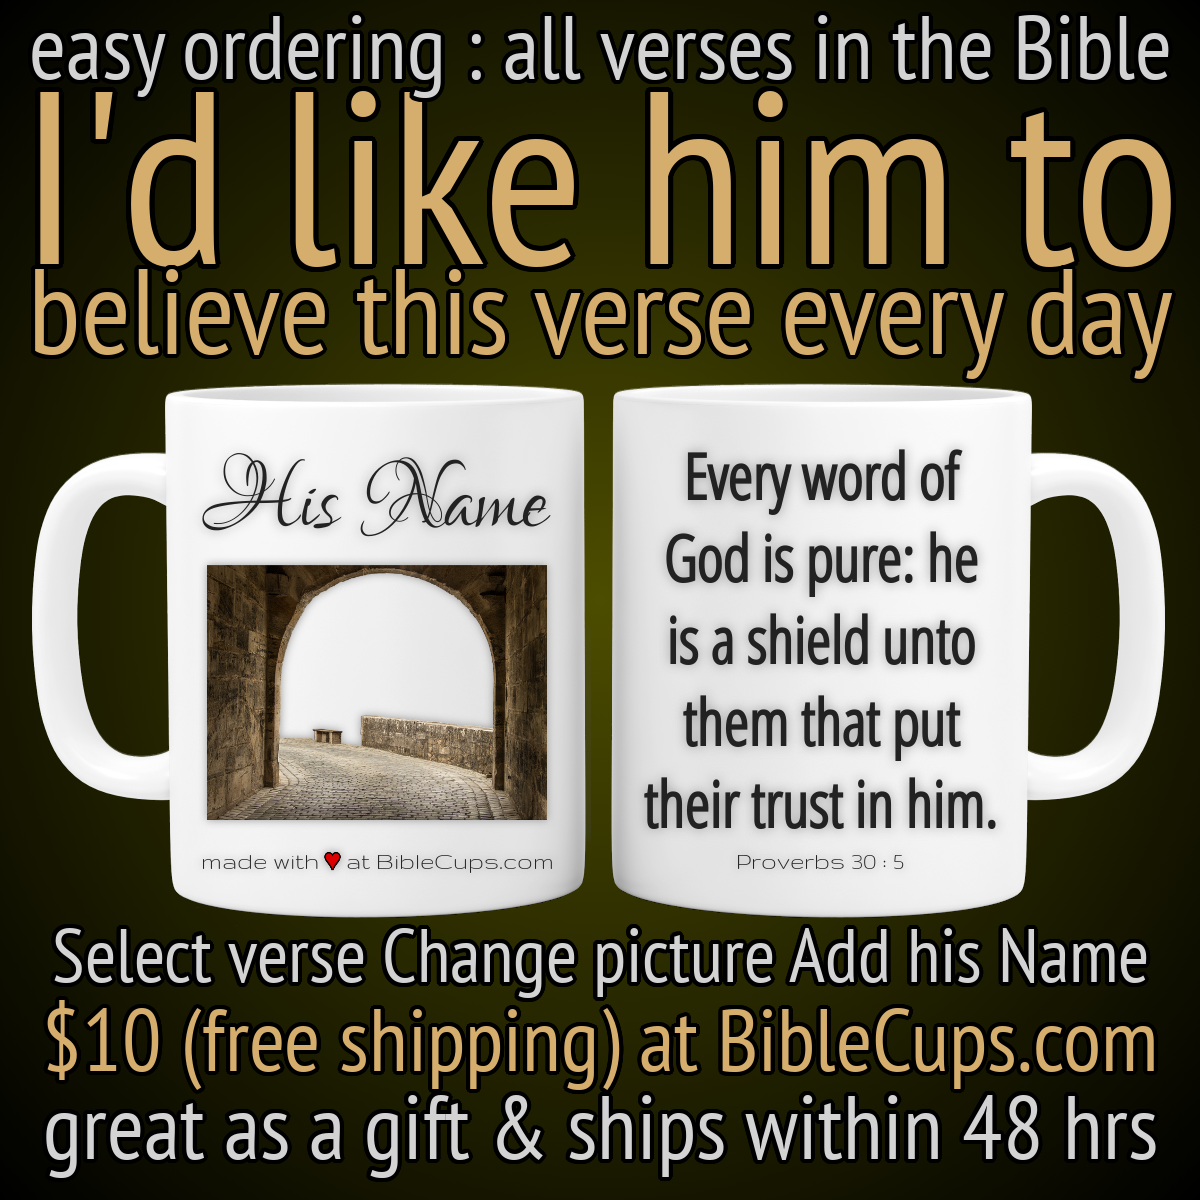 easy ordering : all verses in the Bible
I'd like him to
believe this verse every day
His Name
made with ♥ at BibleCups.com
Every word of
God is pure: he
is a shield unto
them that put
their trust in him.
Proverbs 30 : 5
Select verse Change picture Add his Name
$10 (free shipping) at BibleCups.com
great as a gift & ships within 48 hrs